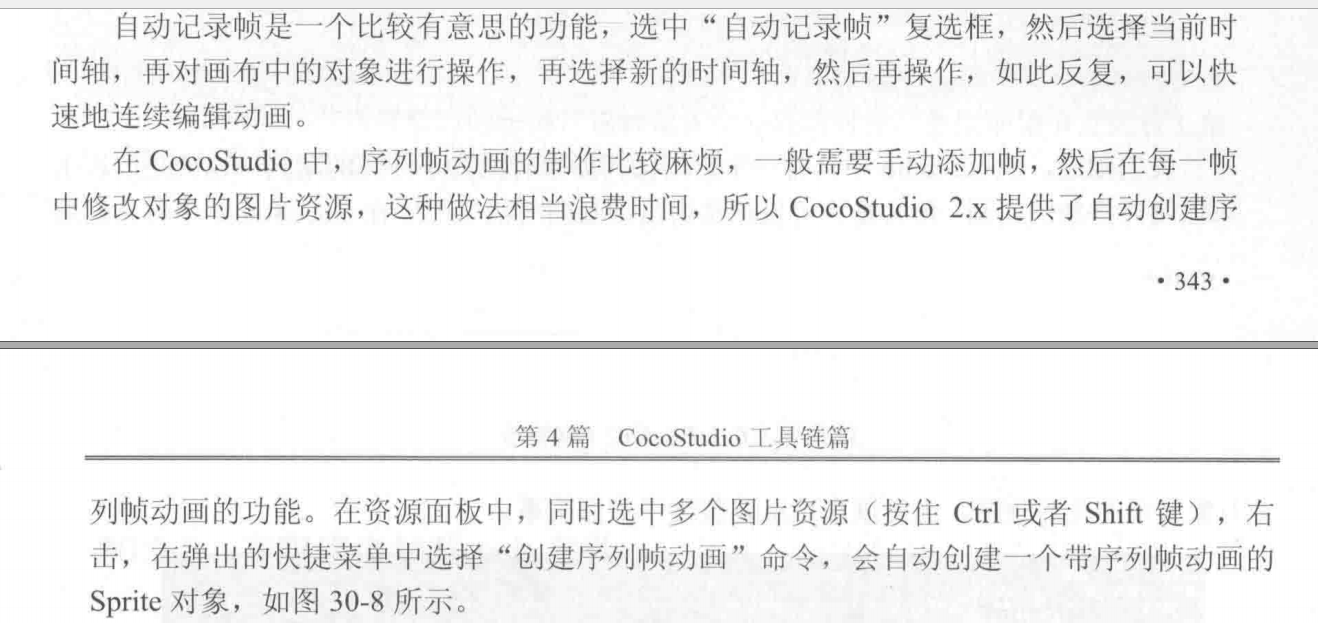 自动记录帧是一个比较有意思的功能，选中“自动记录帧”复选框，然后选择当前时
间轴，再对画布中的对象进行操作，再选择新的时间轴，然后再操作，如此反复，可以快
速地连续编辑动画。
在 CocoStudio 中，序列帧动画的制作比较麻烦，一般需要手动添加帧，然后在每一帧
中修改对象的图片资源，这种做法相当浪费时间，所以 CocoStudio 2.x 提供了自动创建序
• 343 •
第 4 篇 CocoStudio 工具链篇
列帧动画的功能。在资源面板中，同时选中多个图片资源（按住 Ctrl 或者 Shift 键），右
击，在弹出的快捷菜单中选择“创建序列帧动画”命令，会自动创建一个带序列帧动画的
Sprite 对象，如图 30-8 所示。